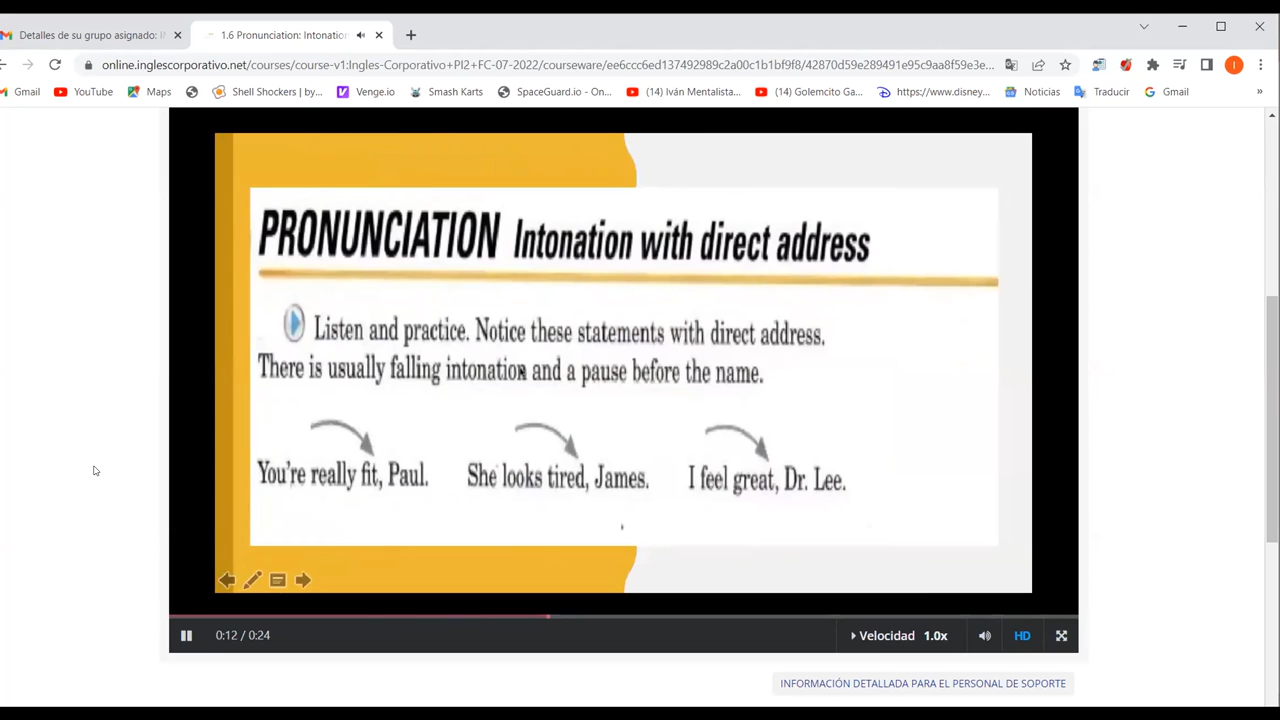 Detalles de su grupo asignado: I
1.6 Pronunciation: Intonation
online.inglescorporativo.net/courses/course-v1:Ingles-Corporativo+PI2+FC-07-2022/courseware/ee6ccc6ed137492989c2a00c1b1bf9f8/42870d59e289491e95c9aa8f59e3e...
I
Gmail YouTube Maps Shell Shockers | by... Venge.io Smash Karts SpaceGuard.io - On... (14) Iván Mentalista... (14) Golemcito Ga... https://www.disney... Noticias Traducir Gmail »
PRONUNCIATION Intonation with direct address
Listen and practice. Notice these statements with direct address.
There is usually falling intonation and a pause before the name.
You're really fit, Paul. She looks tired, James. I feel great, Dr. Lee.
0:12 / 0:24 Velocidad 1.0x HD
INFORMACIÓN DETALLADA PARA EL PERSONAL DE SOPORTE